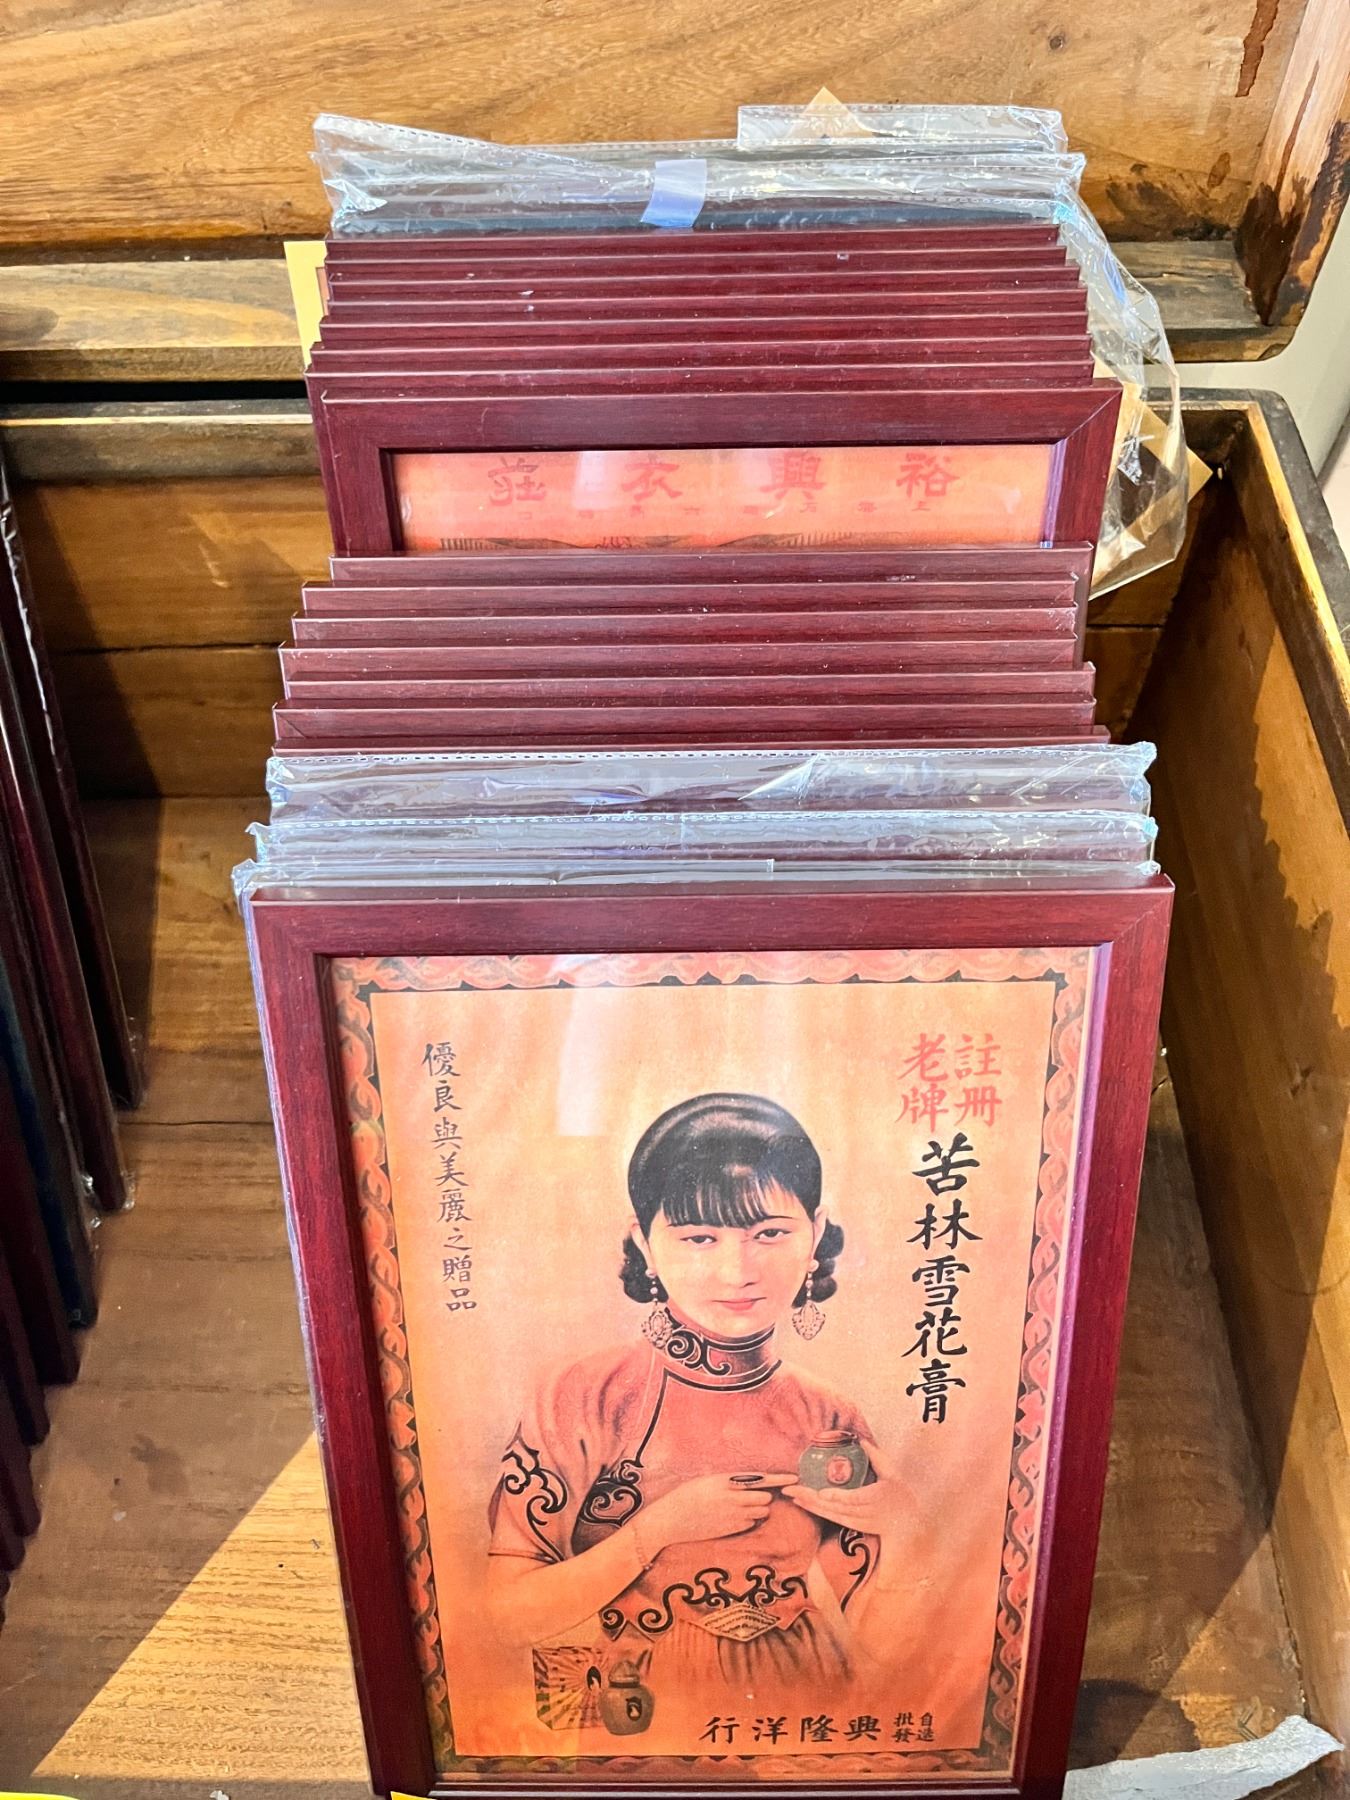 裕興衣莊
註冊
老牌
苦林雪花膏
優良與美麗之贈品
自造
批發
興隆洋行